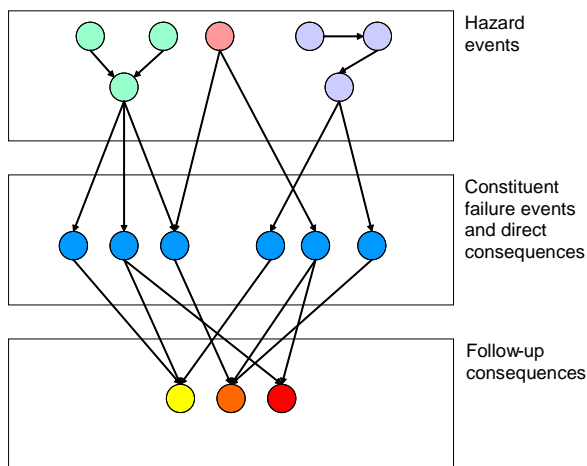 Hazard
events
Constituent
failure events
and direct
consequences
Follow-up
consequences